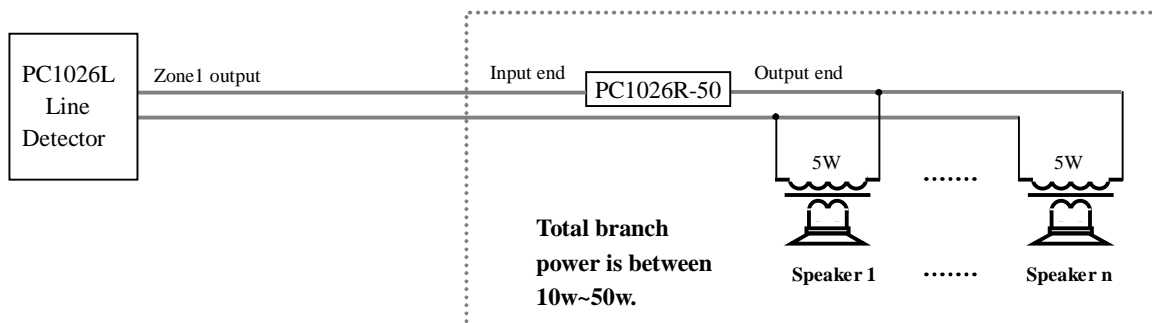 PC1026L
Line
Detector
Zone1 output
Input end
PC1026R-50
Output end
5W
.......
5W
Total branch
power is between
10w~50w.
Speaker 1
.......
Speaker n